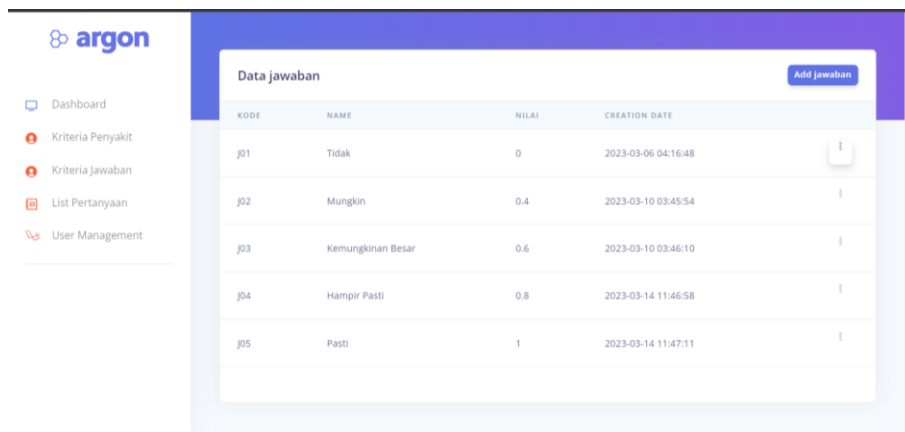 argon
Dashboard
Kriteria Penyakit
Kriteria Jawaban
List Pertanyaan
User Management
Data jawaban
Add jawaban
KODE NAME NILAI CREATION DATE
J01 Tidak 0 2023-03-06 04:16:48
J02 Mungkin 0.4 2023-03-10 03:45:54
J03 Kemungkinan Besar 0.6 2023-03-10 03:46:10
J04 Hampir Pasti 0.8 2023-03-14 11:46:58
J05 Pasti 1 2023-03-14 11:47:11